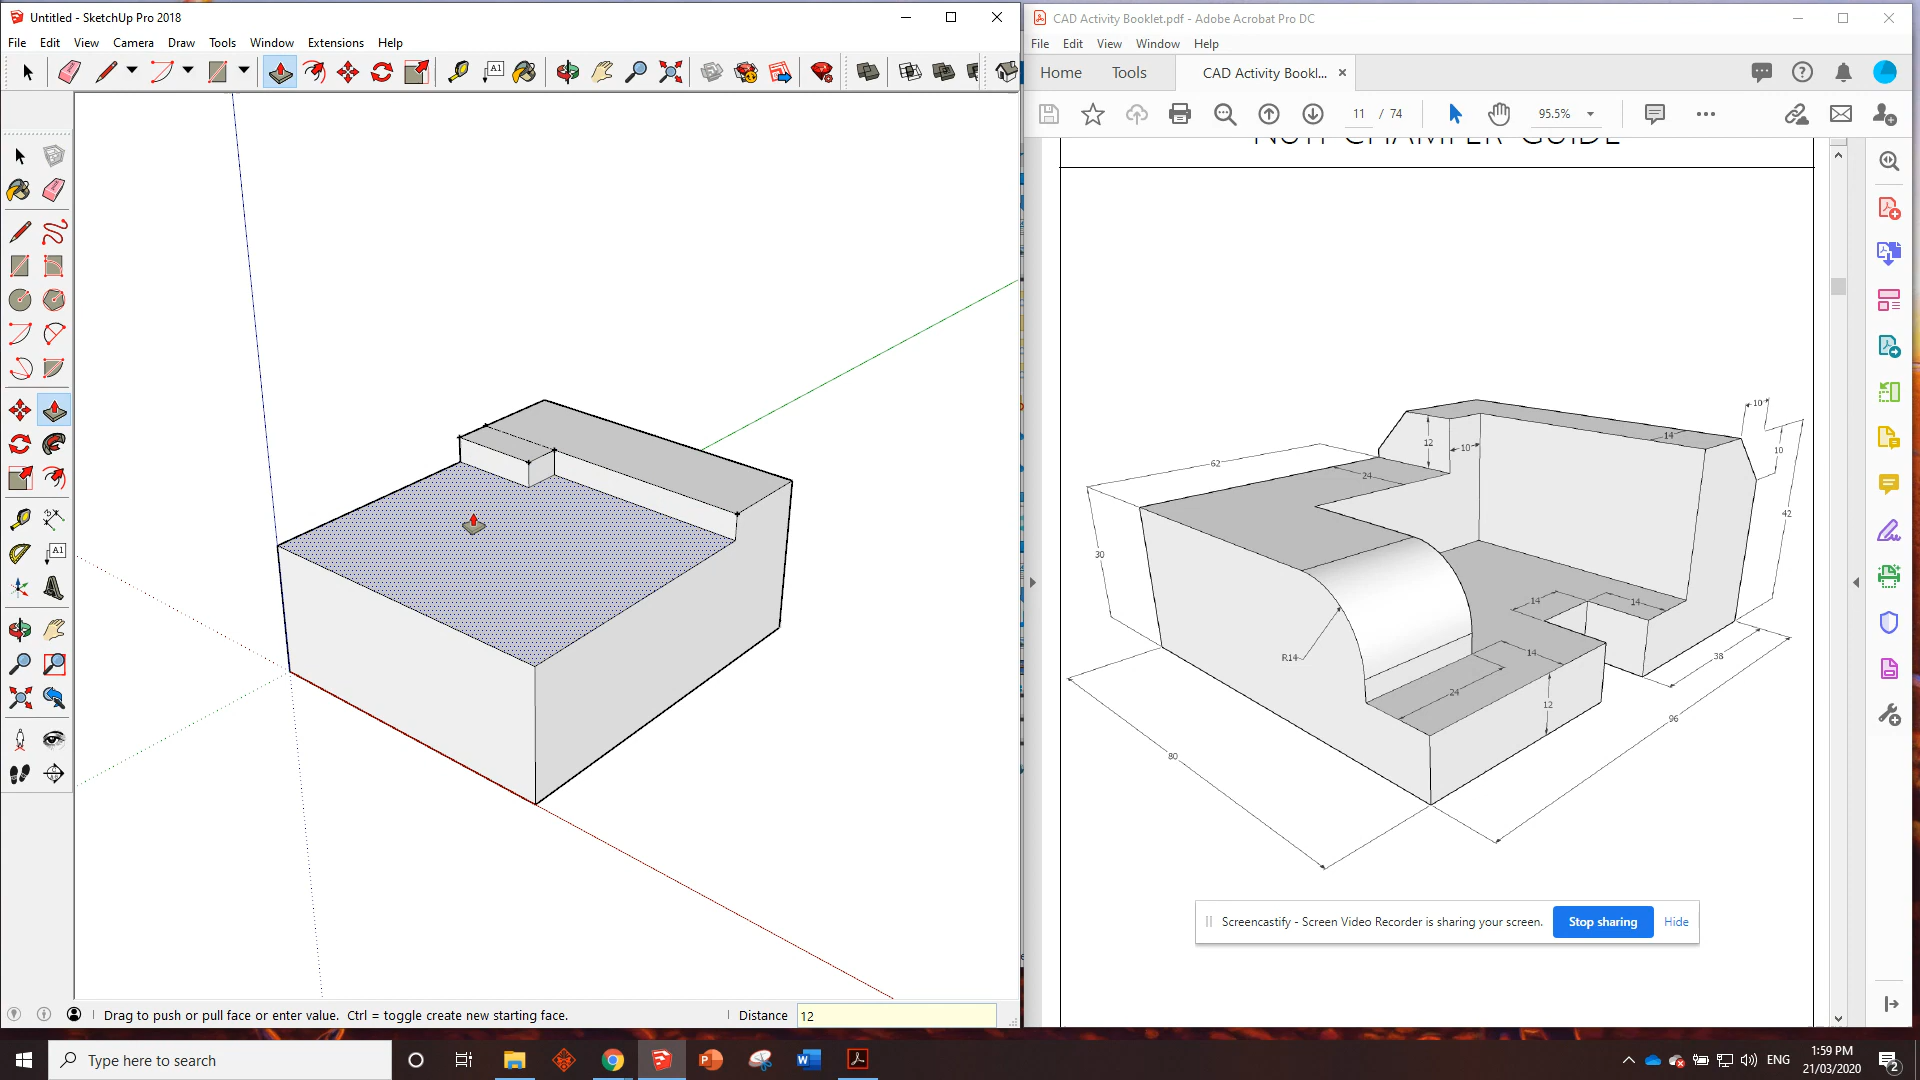 Untitled - SketchUp Pro 2018
File Edit View Camera Draw Tools Window Extensions Help
A1
A1
Drag to push or pull face or enter value. Ctrl = toggle create new starting face.
Distance 12
CAD Activity Booklet.pdf - Adobe Acrobat Pro DC
File Edit View Window Help
Home Tools CAD Activity Bookl...
11 / 74
95.5%
62
30
24
12
10
14
10
10
42
14
14
R14
14
24
12
38
96
80
Screencastify - Screen Video Recorder is sharing your screen. Stop sharing Hide
Type here to search
ENG
1:59 PM
21/03/2020
2